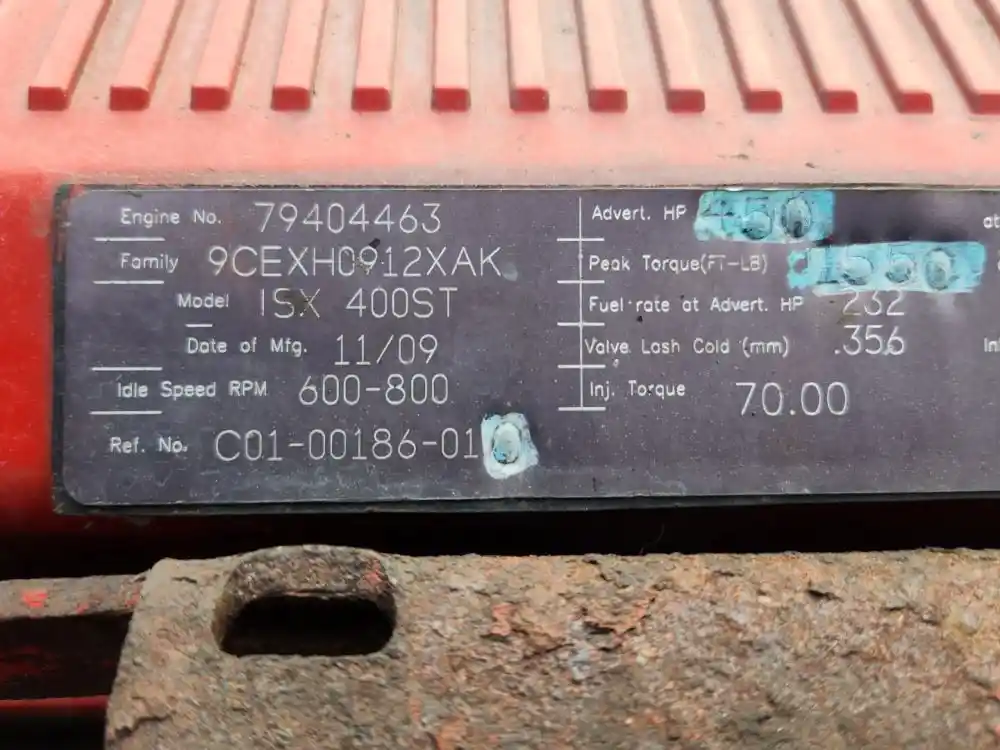 Engine No. 79404463
Family 9CEXH0912XAK
Model ISX 400ST
Date of Mfg. 11/09
Idle Speed RPM 600-800
Ref. No. C01-00186-010
Advert. HP 450
Peak Torque(FT-LB) 1550
Fuel rate at Advert. HP 232
Valve Lash Cold (mm) .356
Inj. Torque 70.00